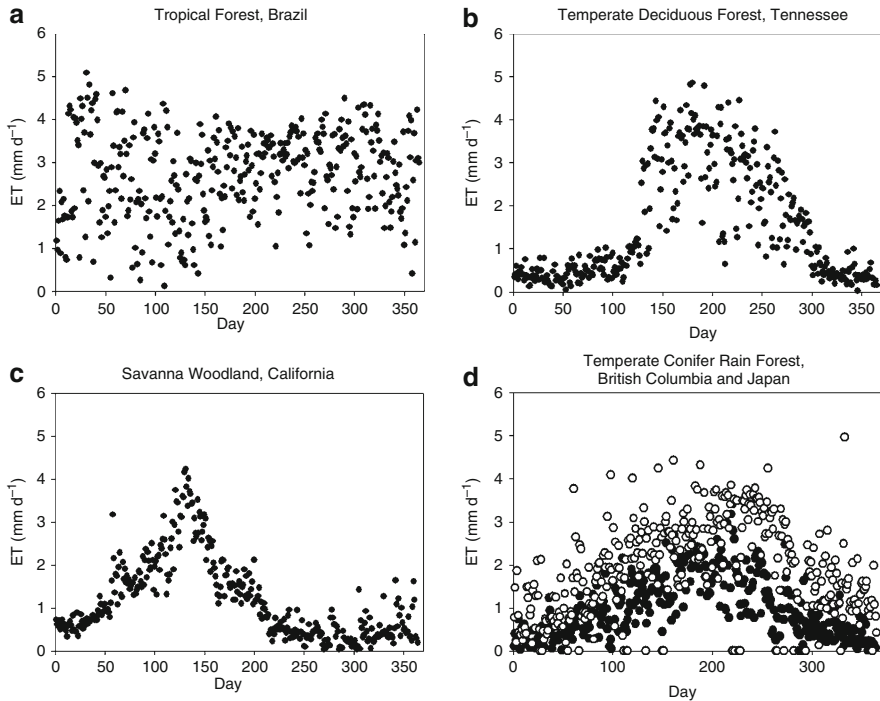 a
Tropical Forest, Brazil
6
5
4
3
2
1
0
ET (mm d−1)
0 50 100 150 200 250 300 350
Day
b
Temperate Deciduous Forest, Tennessee
6
5
4
3
2
1
0
ET (mm d−1)
0 50 100 150 200 250 300 350
Day
c
Savanna Woodland, California
6
5
4
3
2
1
0
ET (mm d−1)
0 50 100 150 200 250 300 350
Day
d
Temperate Conifer Rain Forest,
British Columbia and Japan
6
5
4
3
2
1
0
ET (mm d−1)
0 100 200 300
Day